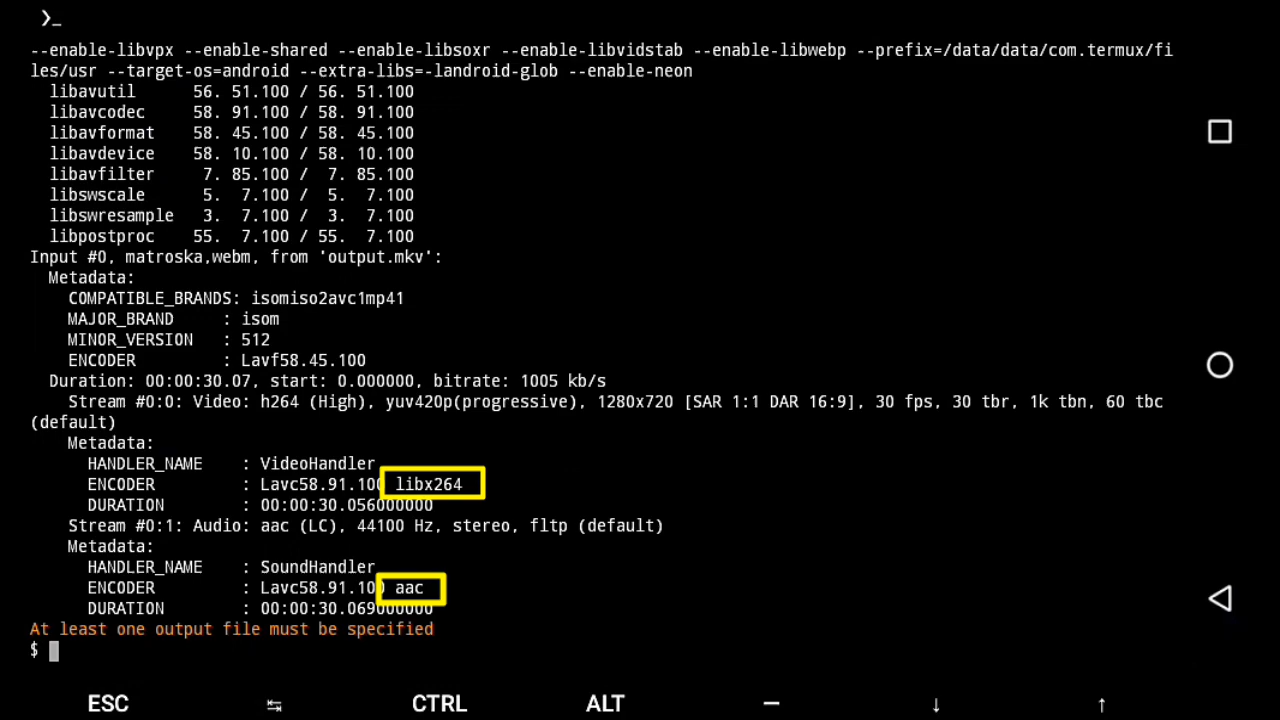 ❯_
--enable-libvpx --enable-shared --enable-libsoxr --enable-libvidstab --enable-libwebp --prefix=/data/data/com.termux/fi
les/usr --target-os=android --extra-libs=-landroid-glob --enable-neon
libavutil      56. 51.100 / 56. 51.100
libavcodec     58. 91.100 / 58. 91.100
libavformat    58. 45.100 / 58. 45.100
libavdevice    58. 10.100 / 58. 10.100
libavfilter     7. 85.100 /  7. 85.100
libswscale      5.  7.100 /  5.  7.100
libswresample   3.  7.100 /  3.  7.100
libpostproc    55.  7.100 / 55.  7.100
Input #0, matroska,webm, from 'output.mkv':
Metadata:
COMPATIBLE_BRANDS: isomiso2avc1mp41
MAJOR_BRAND     : isom
MINOR_VERSION   : 512
ENCODER         : Lavf58.45.100
Duration: 00:00:30.07, start: 0.000000, bitrate: 1005 kb/s
Stream #0:0: Video: h264 (High), yuv420p(progressive), 1280x720 [SAR 1:1 DAR 16:9], 30 fps, 30 tbr, 1k tbn, 60 tbc
(default)
Metadata:
HANDLER_NAME    : VideoHandler
ENCODER         : Lavc58.91.100 libx264
DURATION        : 00:00:30.056000000
Stream #0:1: Audio: aac (LC), 44100 Hz, stereo, fltp (default)
Metadata:
HANDLER_NAME    : SoundHandler
ENCODER         : Lavc58.91.100 aac
DURATION        : 00:00:30.069000000
At least one output file must be specified
$
ESC ↹ CTRL ALT — ↓ ↑